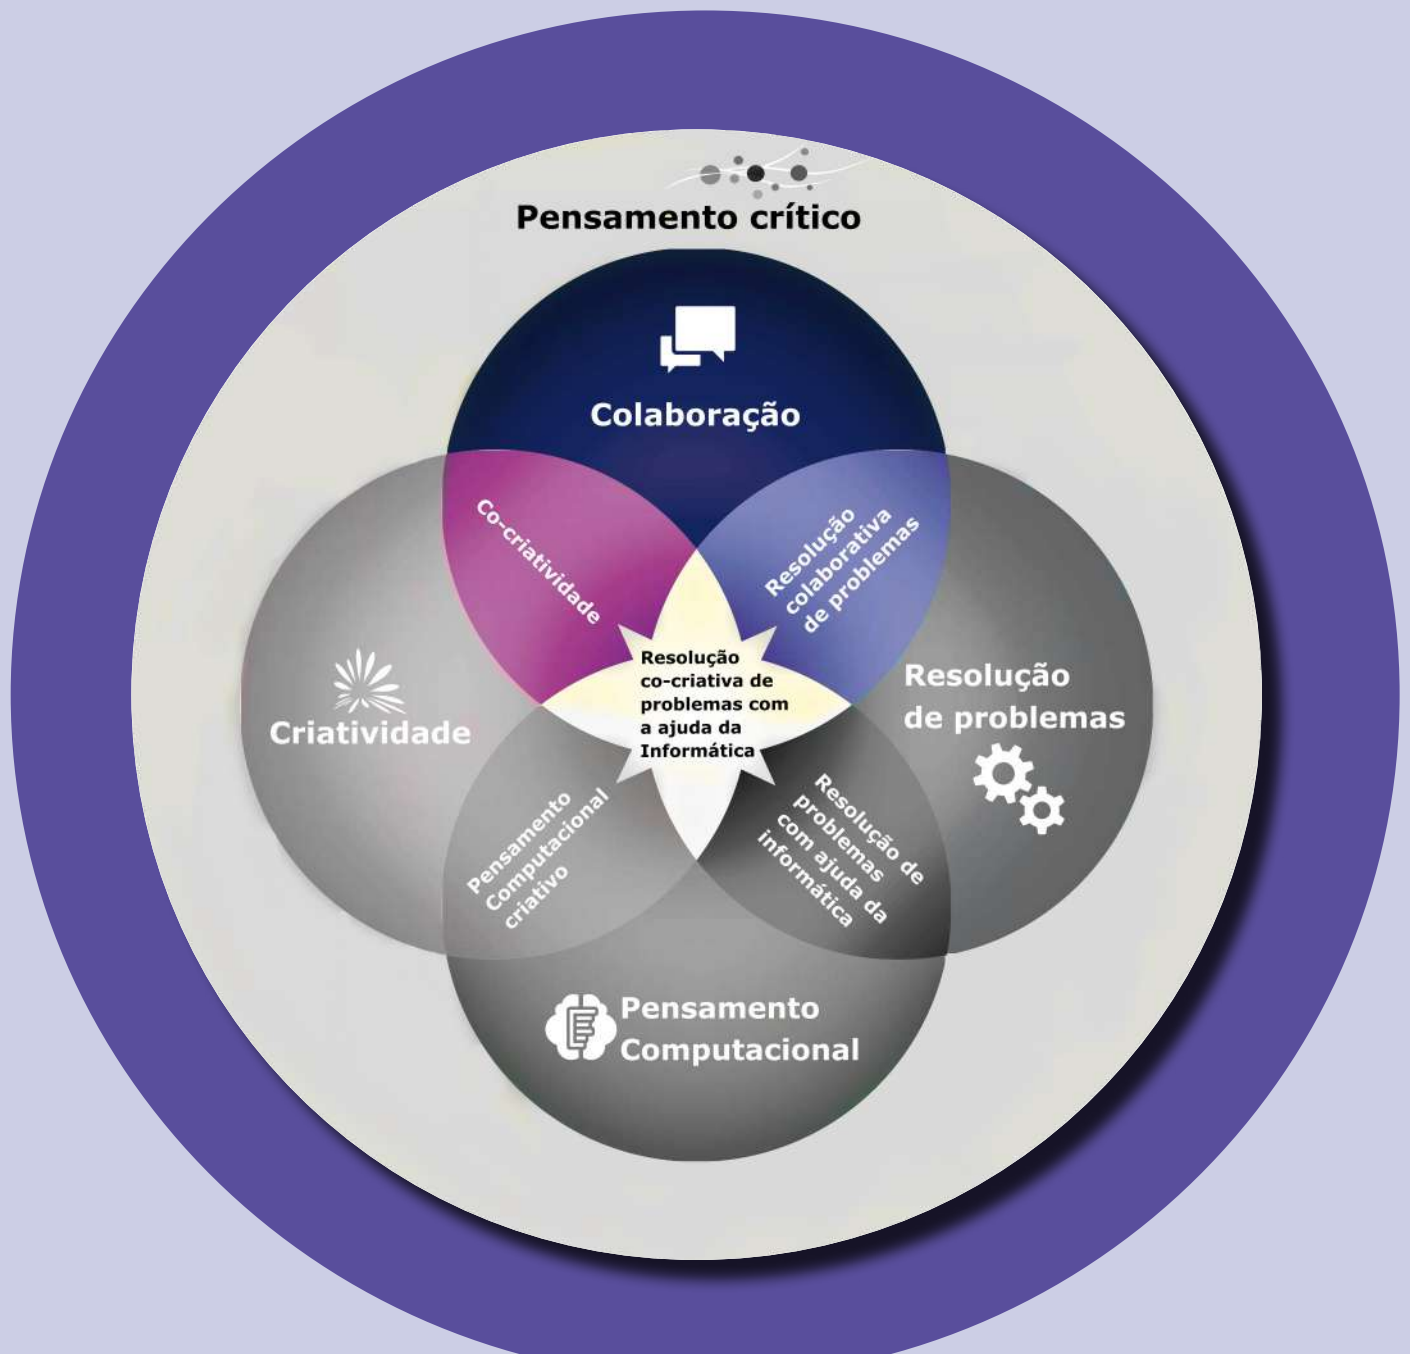 Pensamento crítico
Colaboração
Co-criatividade
Resolução
colaborativa
de problemas
Resolução
co-criativa de
problemas com
a ajuda da
Informática
Criatividade
Resolução
de problemas
Pensamento
Computacional
criativo
Resolução de
problemas
com ajuda da
informática
Pensamento
Computacional